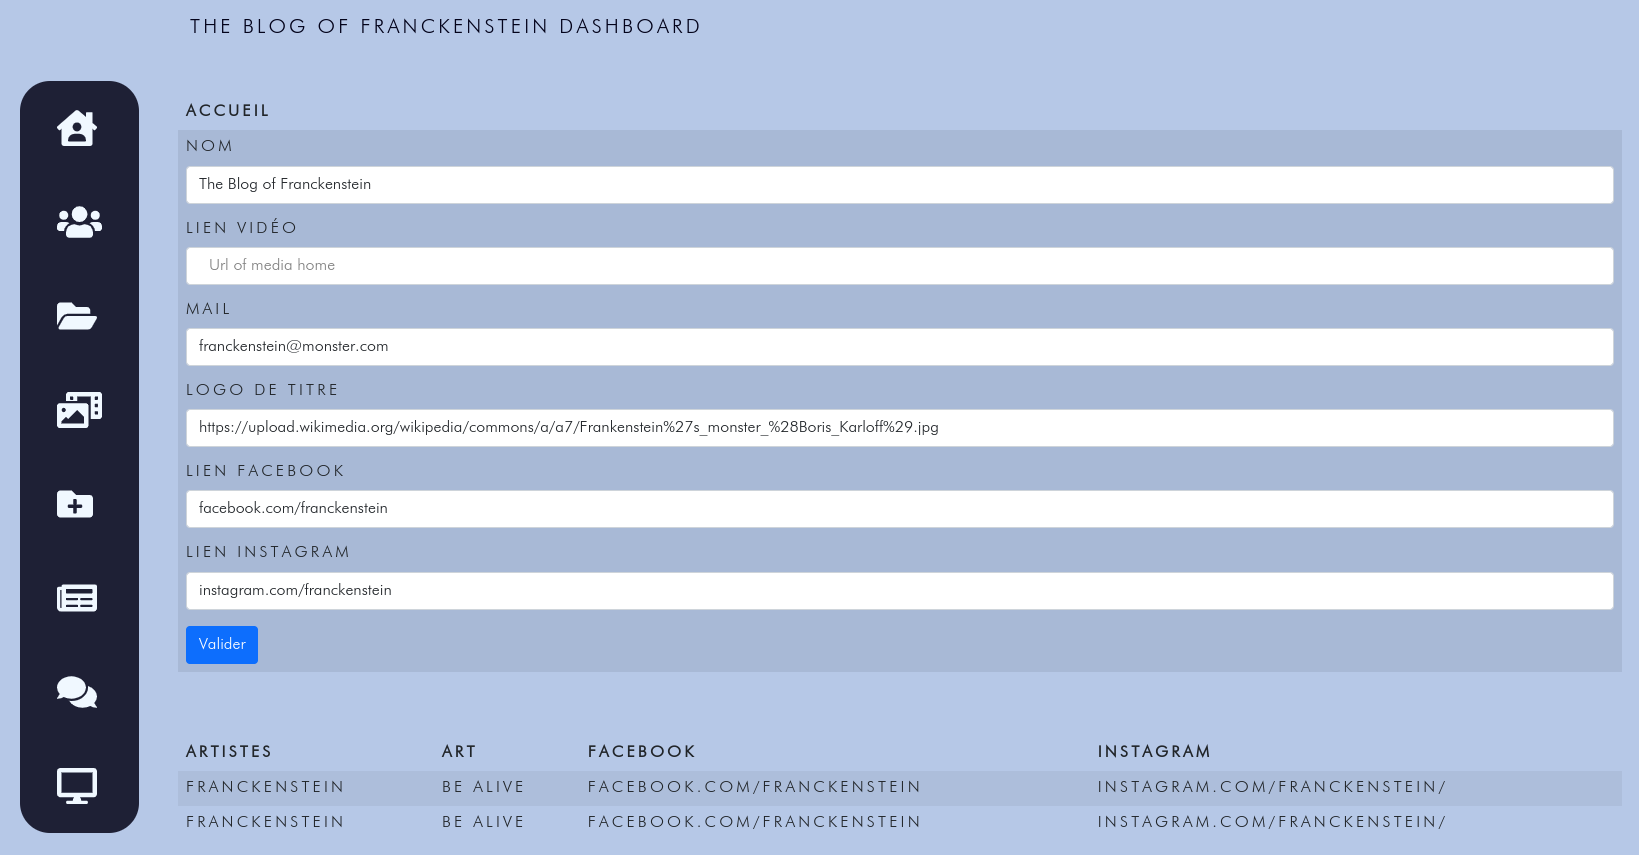 THE BLOG OF FRANCKENSTEIN DASHBOARD
ACCUEIL
NOM
The Blog of Franckenstein
LIEN VIDÉO
Url of media home
MAIL
franckenstein@monster.com
LOGO DE TITRE
https://upload.wikimedia.org/wikipedia/commons/a/a7/Frankenstein%27s_monster_%28Boris_Karloff%29.jpg
LIEN FACEBOOK
facebook.com/franckenstein
LIEN INSTAGRAM
instagram.com/franckenstein
Valider
ARTISTES ART FACEBOOK INSTAGRAM
FRANCKENSTEIN BE ALIVE FACEBOOK.COM/FRANCKENSTEIN INSTAGRAM.COM/FRANCKENSTEIN/
FRANCKENSTEIN BE ALIVE FACEBOOK.COM/FRANCKENSTEIN INSTAGRAM.COM/FRANCKENSTEIN/